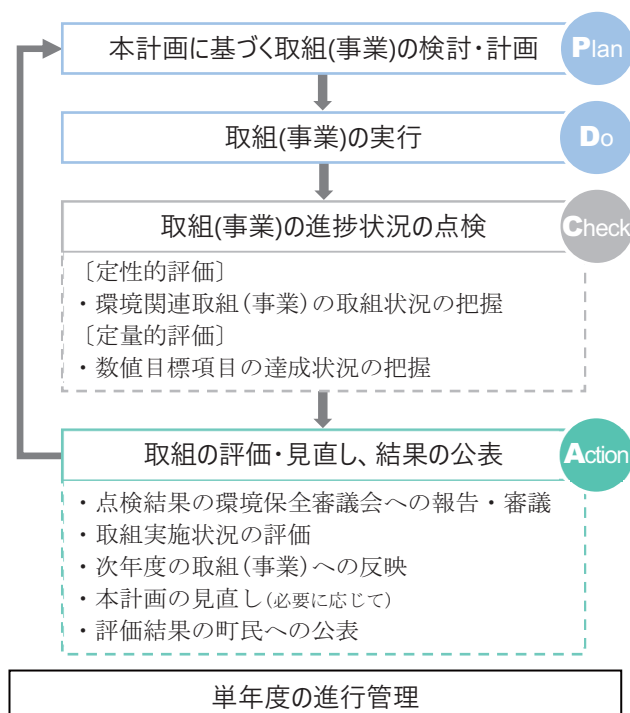 本計画に基づく取組(事業)の検討・計画
Plan
取組(事業)の実行
Do
取組(事業)の進捗状況の点検
Check
〔定性的評価〕
・環境関連取組(事業)の取組状況の把握
〔定量的評価〕
・数値目標項目の達成状況の把握
取組の評価・見直し、結果の公表
Action
・点検結果の環境保全審議会への報告・審議
・取組実施状況の評価
・次年度の取組(事業)への反映
・本計画の見直し(必要に応じて)
・評価結果の町民への公表
単年度の進行管理